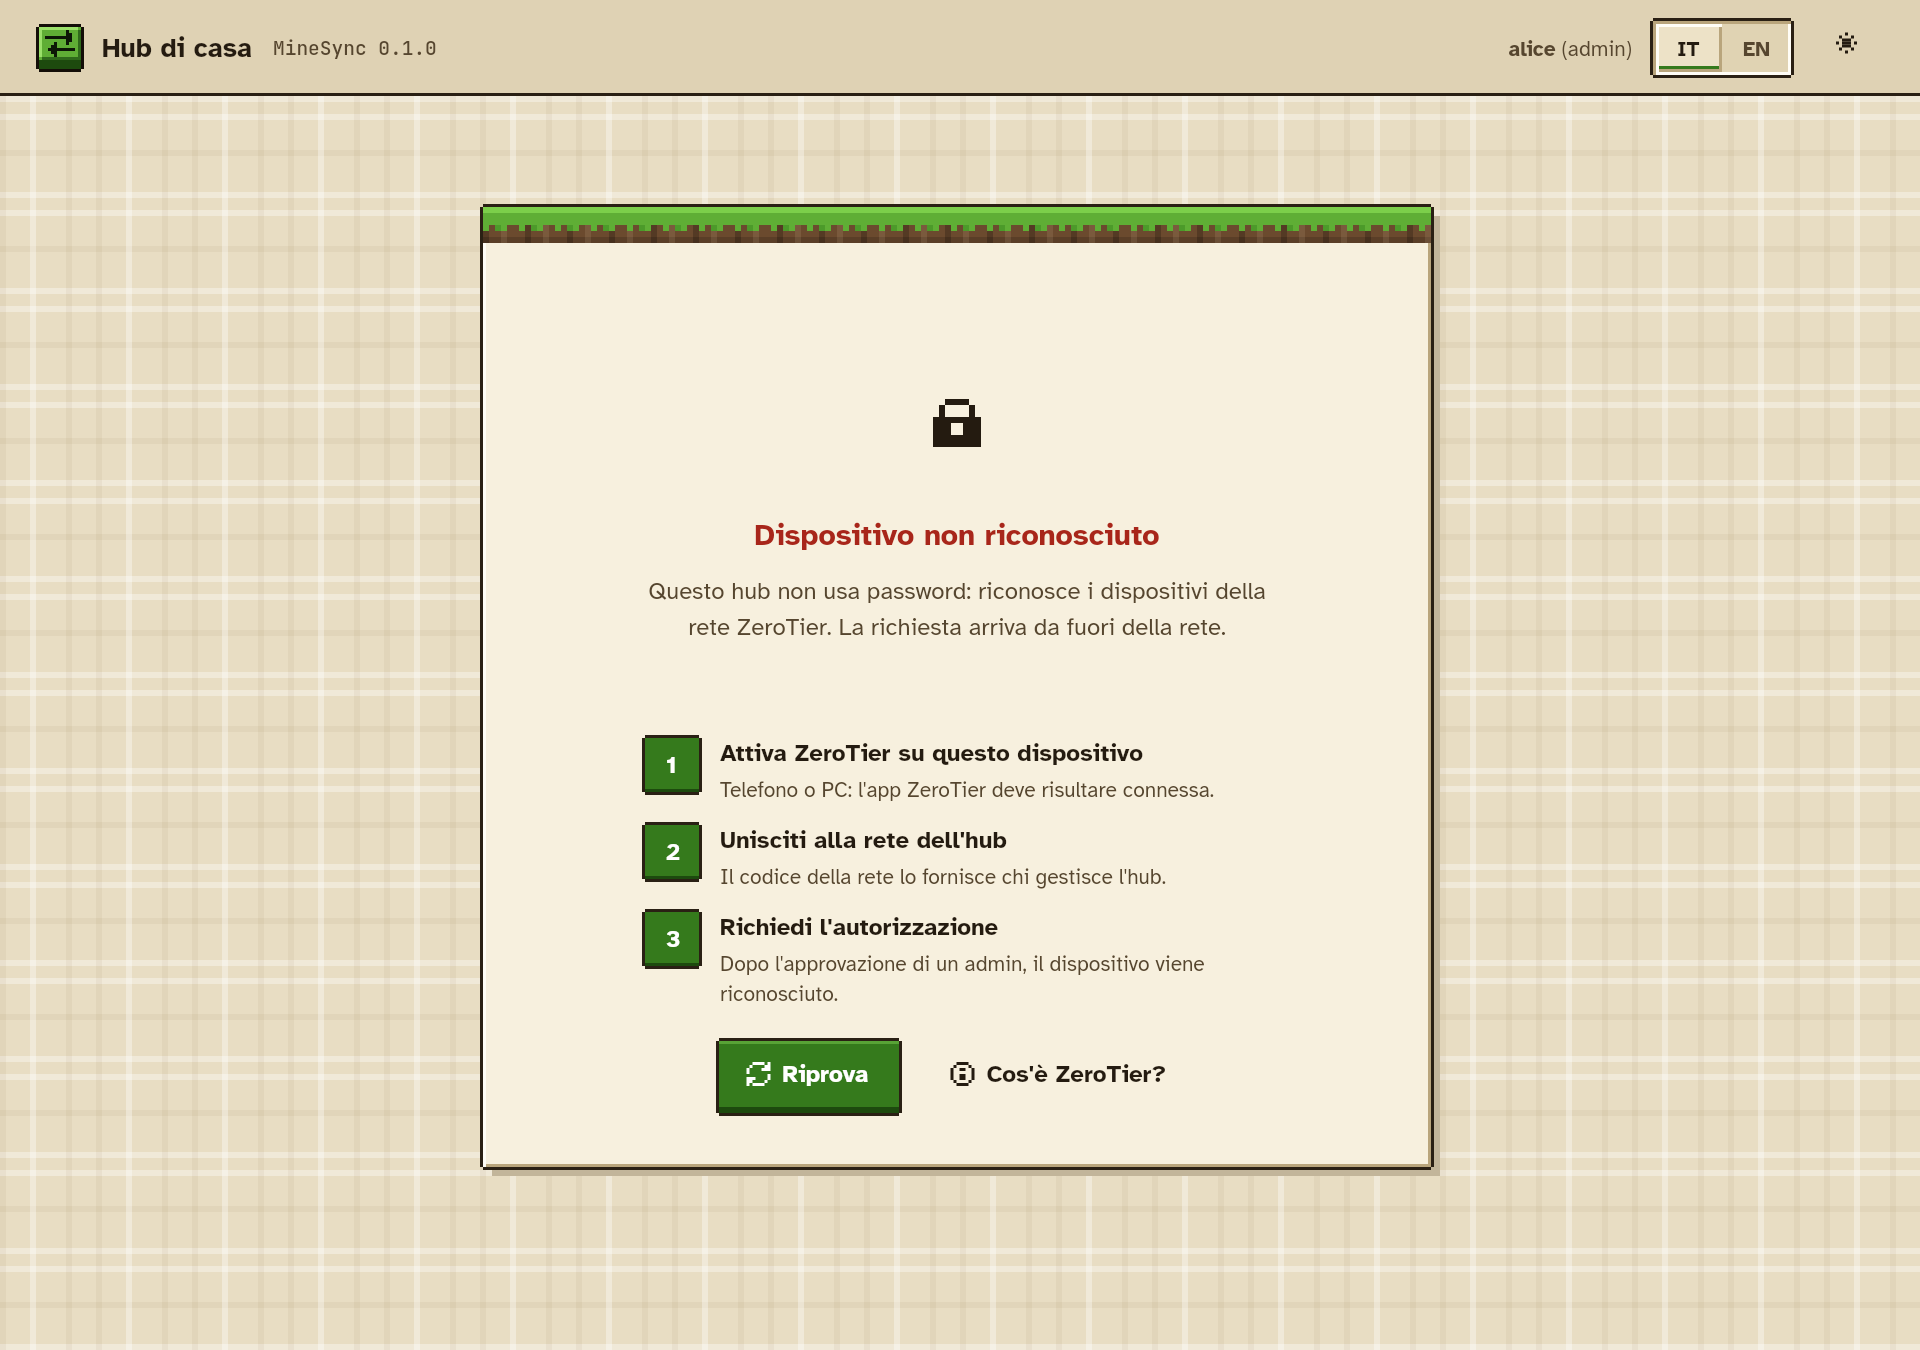 Hub di casa MineSync 0.1.0
alice (admin) IT EN
Dispositivo non riconosciuto
Questo hub non usa password: riconosce i dispositivi della
rete ZeroTier. La richiesta arriva da fuori della rete.
1 Attiva ZeroTier su questo dispositivo
Telefono o PC: l'app ZeroTier deve risultare connessa.
2 Unisciti alla rete dell'hub
Il codice della rete lo fornisce chi gestisce l'hub.
3 Richiedi l'autorizzazione
Dopo l'approvazione di un admin, il dispositivo viene
riconosciuto.
Riprova Cos'è ZeroTier?